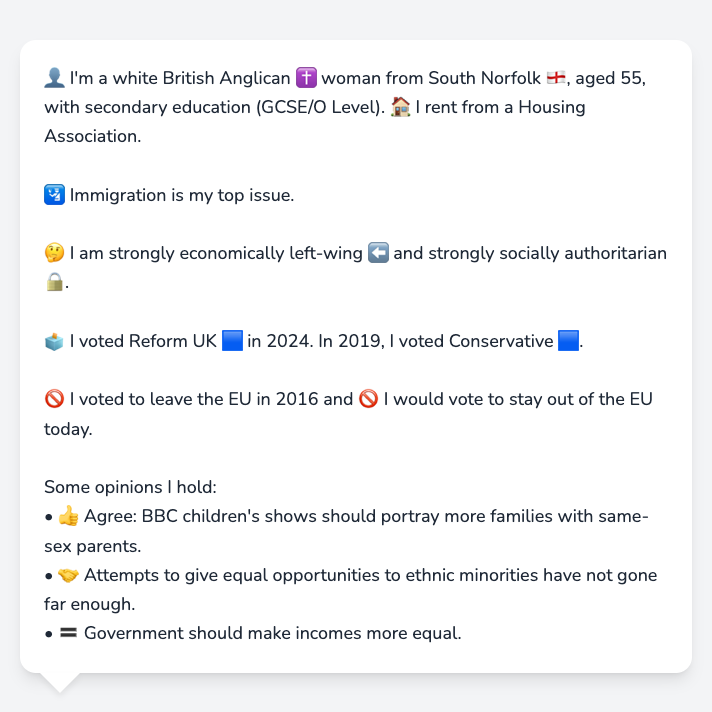 👤 I'm a white British Anglican ✝️ woman from South Norfolk 🏴󠁧󠁢󠁥󠁮󠁧󠁿, aged 55,
with secondary education (GCSE/O Level). 🏠 I rent from a Housing
Association.
🛂 Immigration is my top issue.
🤔 I am strongly economically left-wing ⬅️ and strongly socially authoritarian
🔒.
🗳️ I voted Reform UK 🟦 in 2024. In 2019, I voted Conservative 🟦.
🚫 I voted to leave the EU in 2016 and 🚫 I would vote to stay out of the EU
today.
Some opinions I hold:
• 👍 Agree: BBC children's shows should portray more families with same-
sex parents.
• 🤝 Attempts to give equal opportunities to ethnic minorities have not gone
far enough.
• 🟰 Government should make incomes more equal.